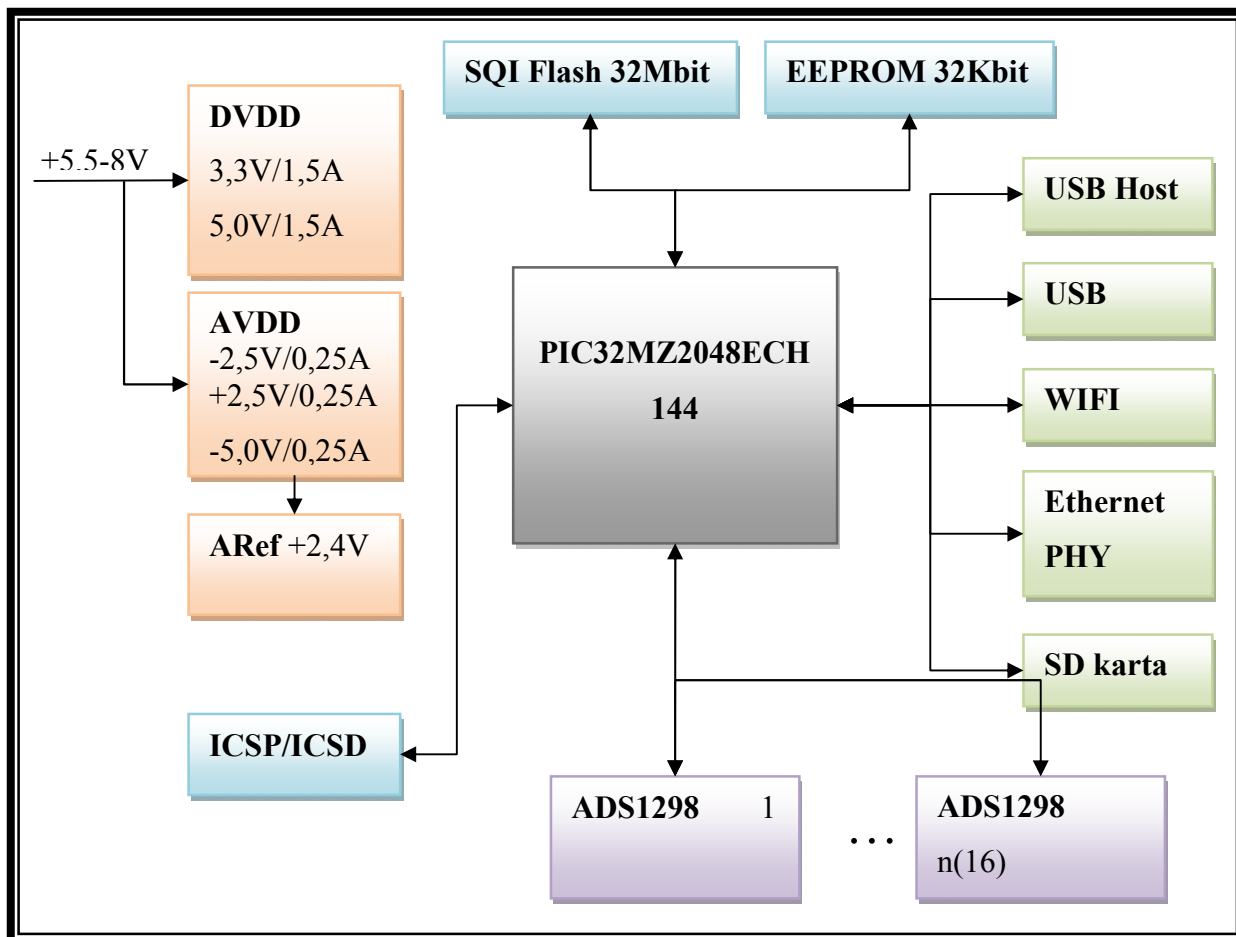 SQI Flash 32Mbit
EEPROM 32Kbit
+5.5-8V
DVDD
3,3V/1,5A
5,0V/1,5A
AVDD
-2,5V/0,25A
+2,5V/0,25A
-5,0V/0,25A
ARef +2,4V
ICSP/ICSD
PIC32MZ2048ECH
144
USB Host
USB
WIFI
Ethernet
PHY
SD karta
ADS1298 1
...
ADS1298
n(16)